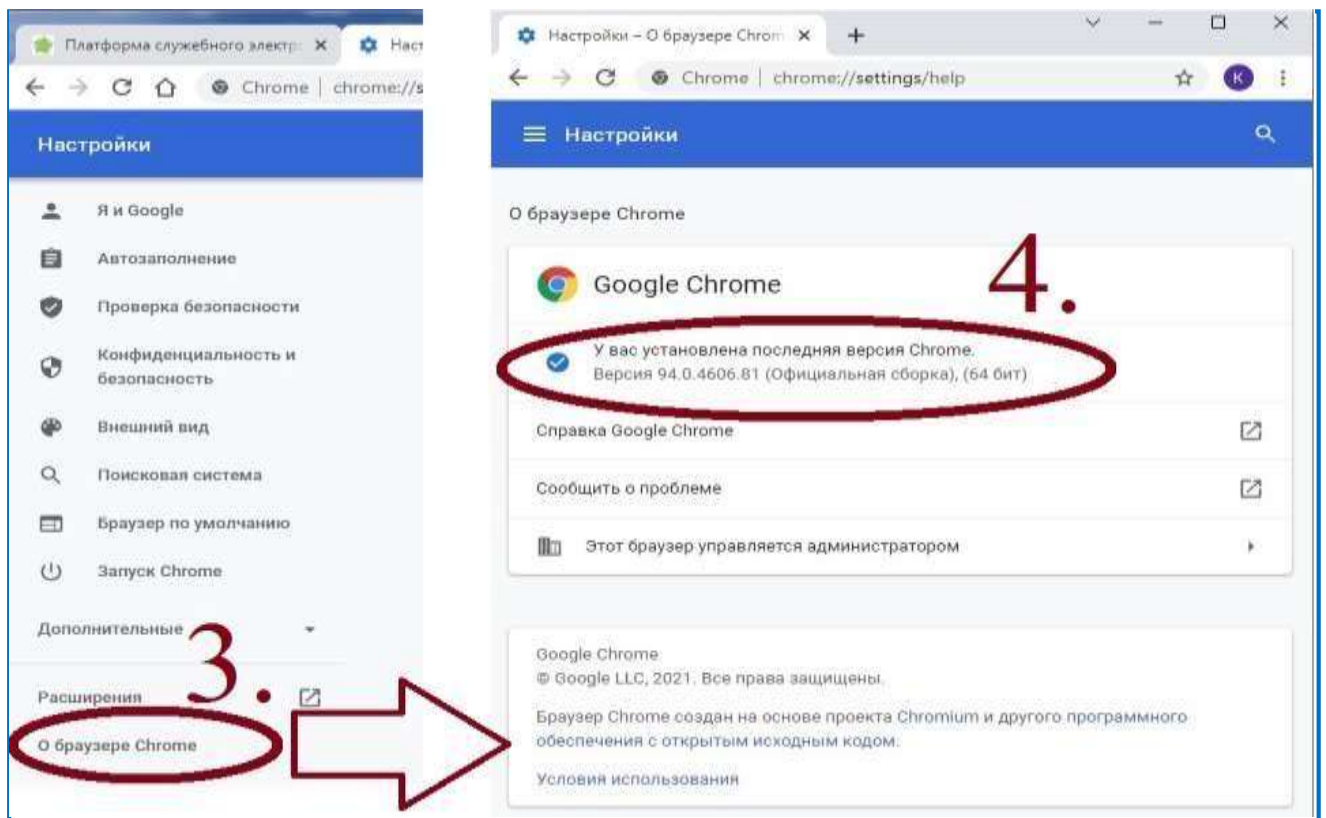 Платформа служебного электр
Наст
Chrome | chrome://s
Настройки
Я и Google
Автозаполнение
Проверка безопасности
Конфиденциальность и
безопасность
Внешний вид
Поисковая система
Браузер по умолчанию
Запуск Chrome
Дополнительные
3.
Расширения
О браузере Chrome
Настройки – О браузере Chrom
Chrome | chrome://settings/help
K
Настройки
О браузере Chrome
4.
Google Chrome
У вас установлена последняя версия Chrome.
Версия 94.0.4606.81 (Официальная сборка), (64 бит)
Справка Google Chrome
Сообщить о проблеме
Этот браузер управляется администратором
Google Chrome
© Google LLC, 2021. Все права защищены.
Браузер Chrome создан на основе проекта Chromium и другого программного
обеспечения с открытым исходным кодом.
Условия использования